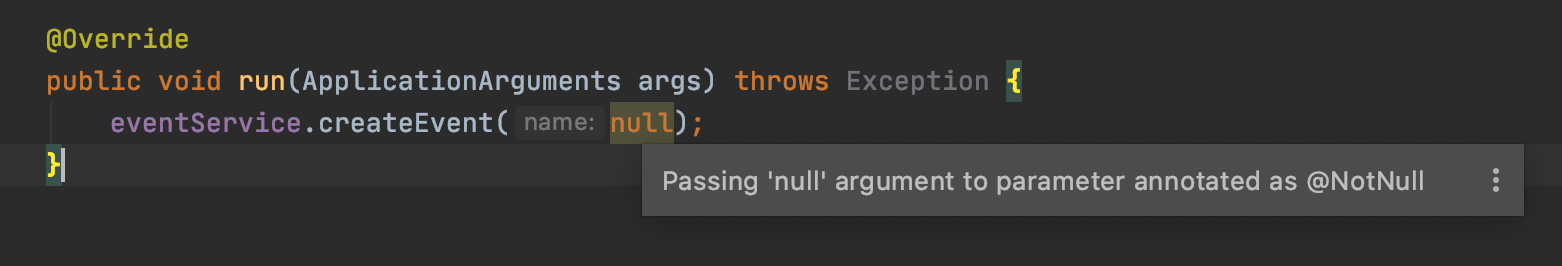 @Override
public void run(ApplicationArguments args) throws Exception {
eventService.createEvent( name: null);
}
Passing 'null' argument to parameter annotated as @NotNull